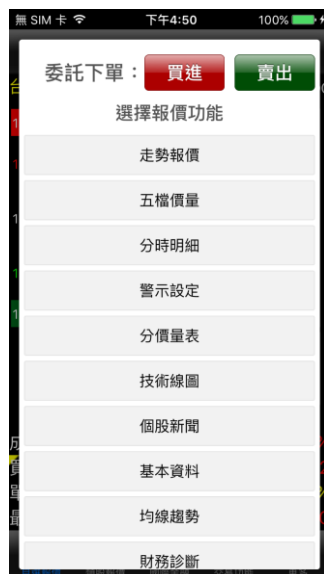 無 SIM 卡 下午4:50 100%
委託下單： 買進 賣出
選擇報價功能
走勢報價
五檔價量
分時明細
警示設定
分價量表
技術線圖
個股新聞
基本資料
均線趨勢
財務診斷